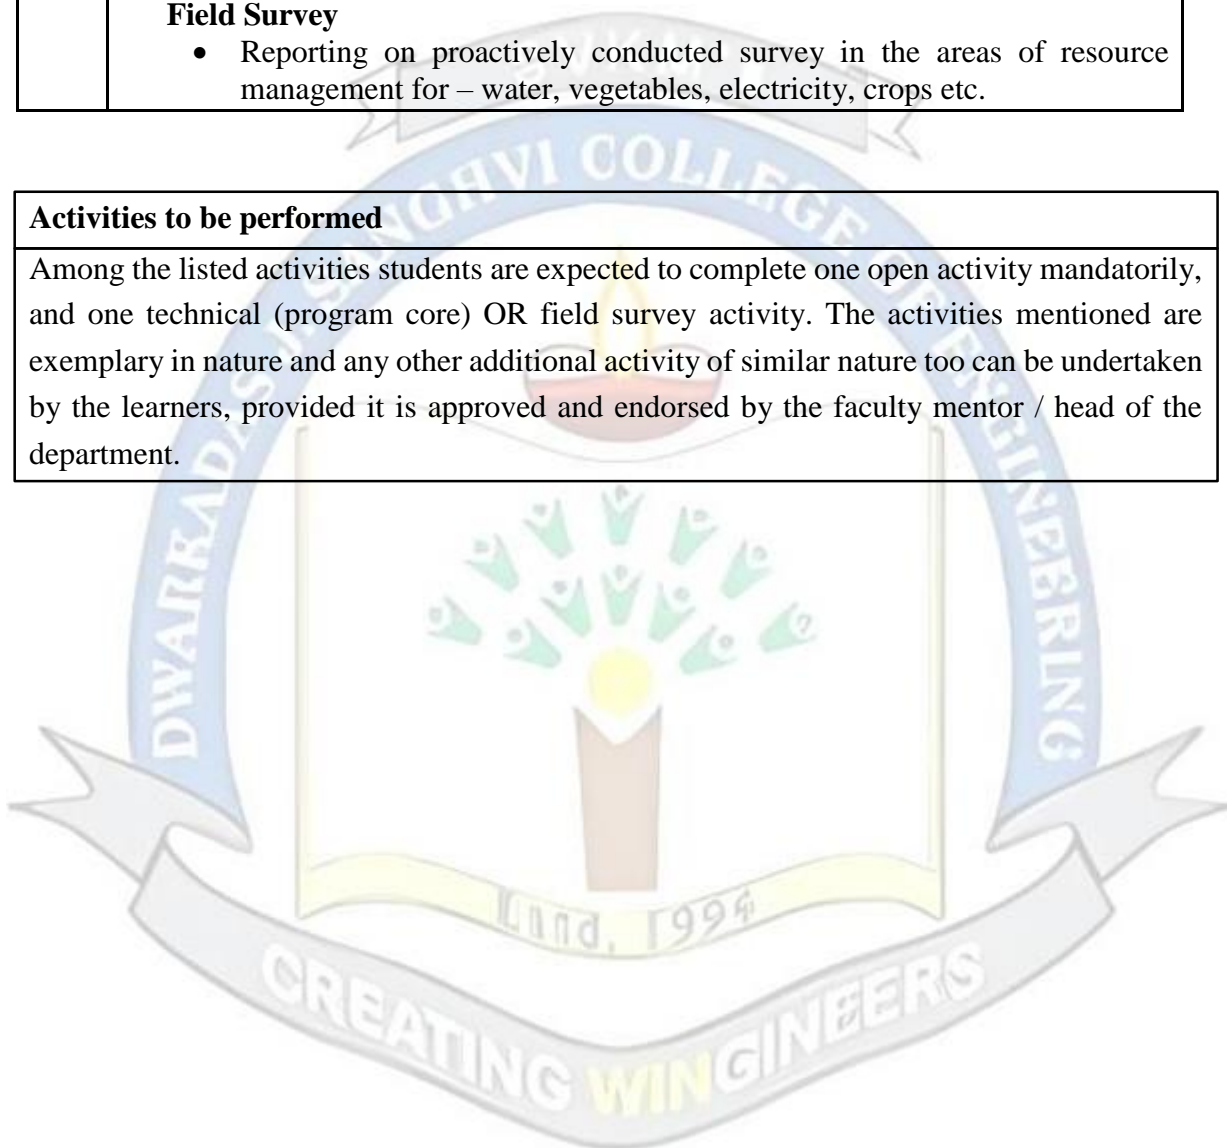 Field Survey
• Reporting on proactively conducted survey in the areas of resource
management for – water, vegetables, electricity, crops etc.
Activities to be performed
Among the listed activities students are expected to complete one open activity mandatorily,
and one technical (program core) OR field survey activity. The activities mentioned are
exemplary in nature and any other additional activity of similar nature too can be undertaken
by the learners, provided it is approved and endorsed by the faculty mentor / head of the
department.
SANGHVI COLLEGE OF ENGINEERING
1994
CREATING WINGINEERS